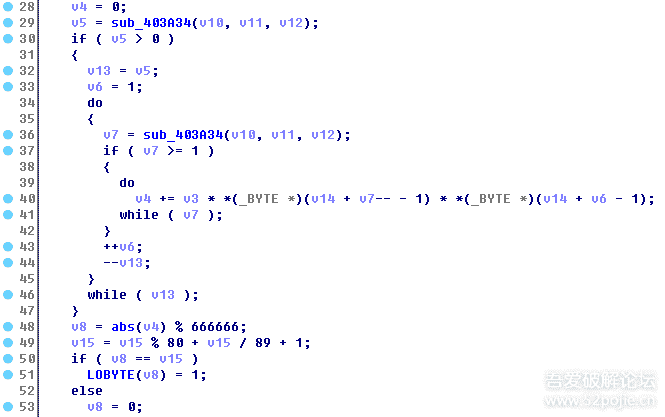 28 v4 = 0;
29 v5 = sub_403A34(v10, v11, v12);
30 if ( v5 > 0 )
31 {
32 v13 = v5;
33 v6 = 1;
34 do
35 {
36 v7 = sub_403A34(v10, v11, v12);
37 if ( v7 >= 1 )
38 {
39 do
40 v4 += v3 * *(_BYTE *)(v14 + v7-- - 1) * *(_BYTE *)(v14 + v6 - 1);
41 while ( v7 );
42 }
43 ++v6;
44 --v13;
45 }
46 while ( v13 );
47 }
48 v8 = abs(v4) % 666666;
49 v15 = v15 % 80 + v15 / 89 + 1;
50 if ( v8 == v15 )
51 LOBYTE(v8) = 1;
52 else
53 v8 = 0;
吾爱破解论坛
www.52pojie.cn